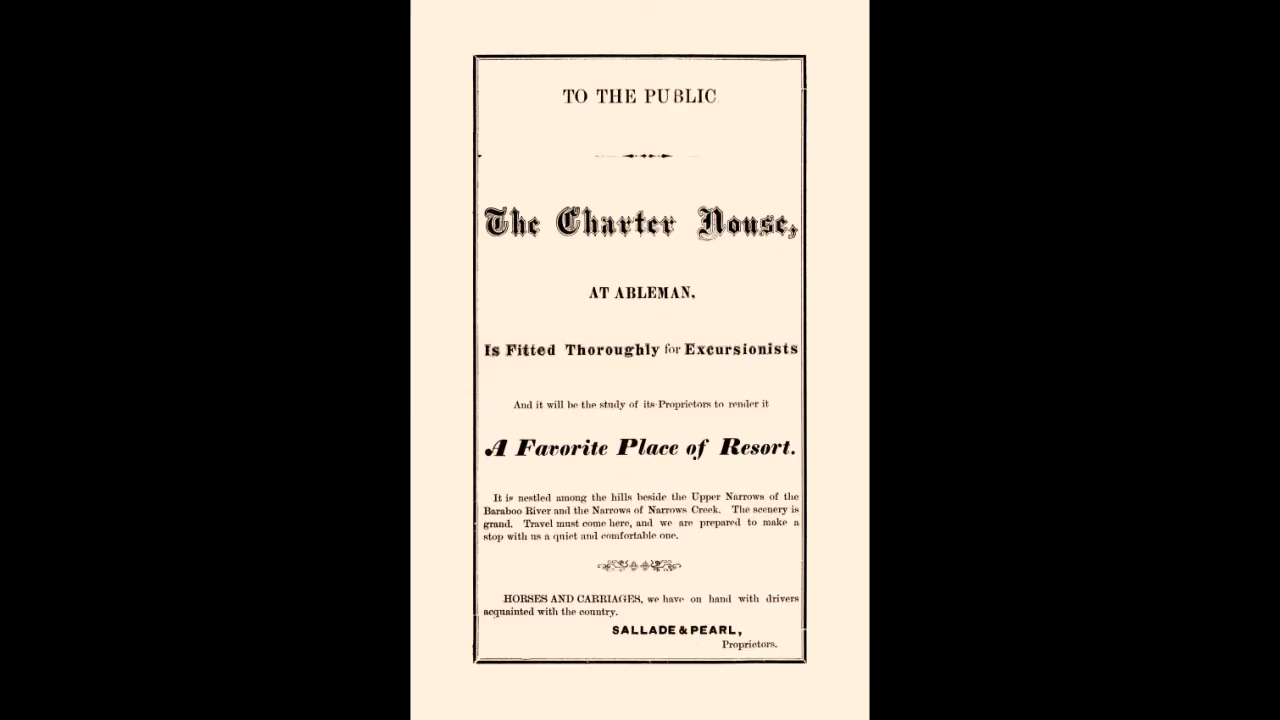 TO THE PUBLIC
The Charter House,
AT ABLEMAN,
Is Fitted Thoroughly for Excursionists
And it will be the study of its Proprietors to render it
A Favorite Place of Resort.
It is nestled among the hills beside the Upper Narrows of the
Baraboo River and the Narrows of Narrows Creek. The scenery is
grand. Travel must come here, and we are prepared to make a
stop with us a quiet and comfortable one.
HORSES AND CARRIAGES, we have on hand with drivers
acquainted with the country.
SALLADE & PEARL,
Proprietors.